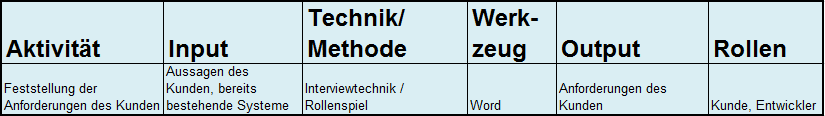 Aktivität
Input
Technik/
Methode
Werk-
zeug
Output
Rollen
Feststellung der
Anforderungen des Kunden
Aussagen des
Kunden, bereits
bestehende Systeme
Interviewtechnik /
Rollenspiel
Word
Anforderungen des
Kunden
Kunde, Entwickler